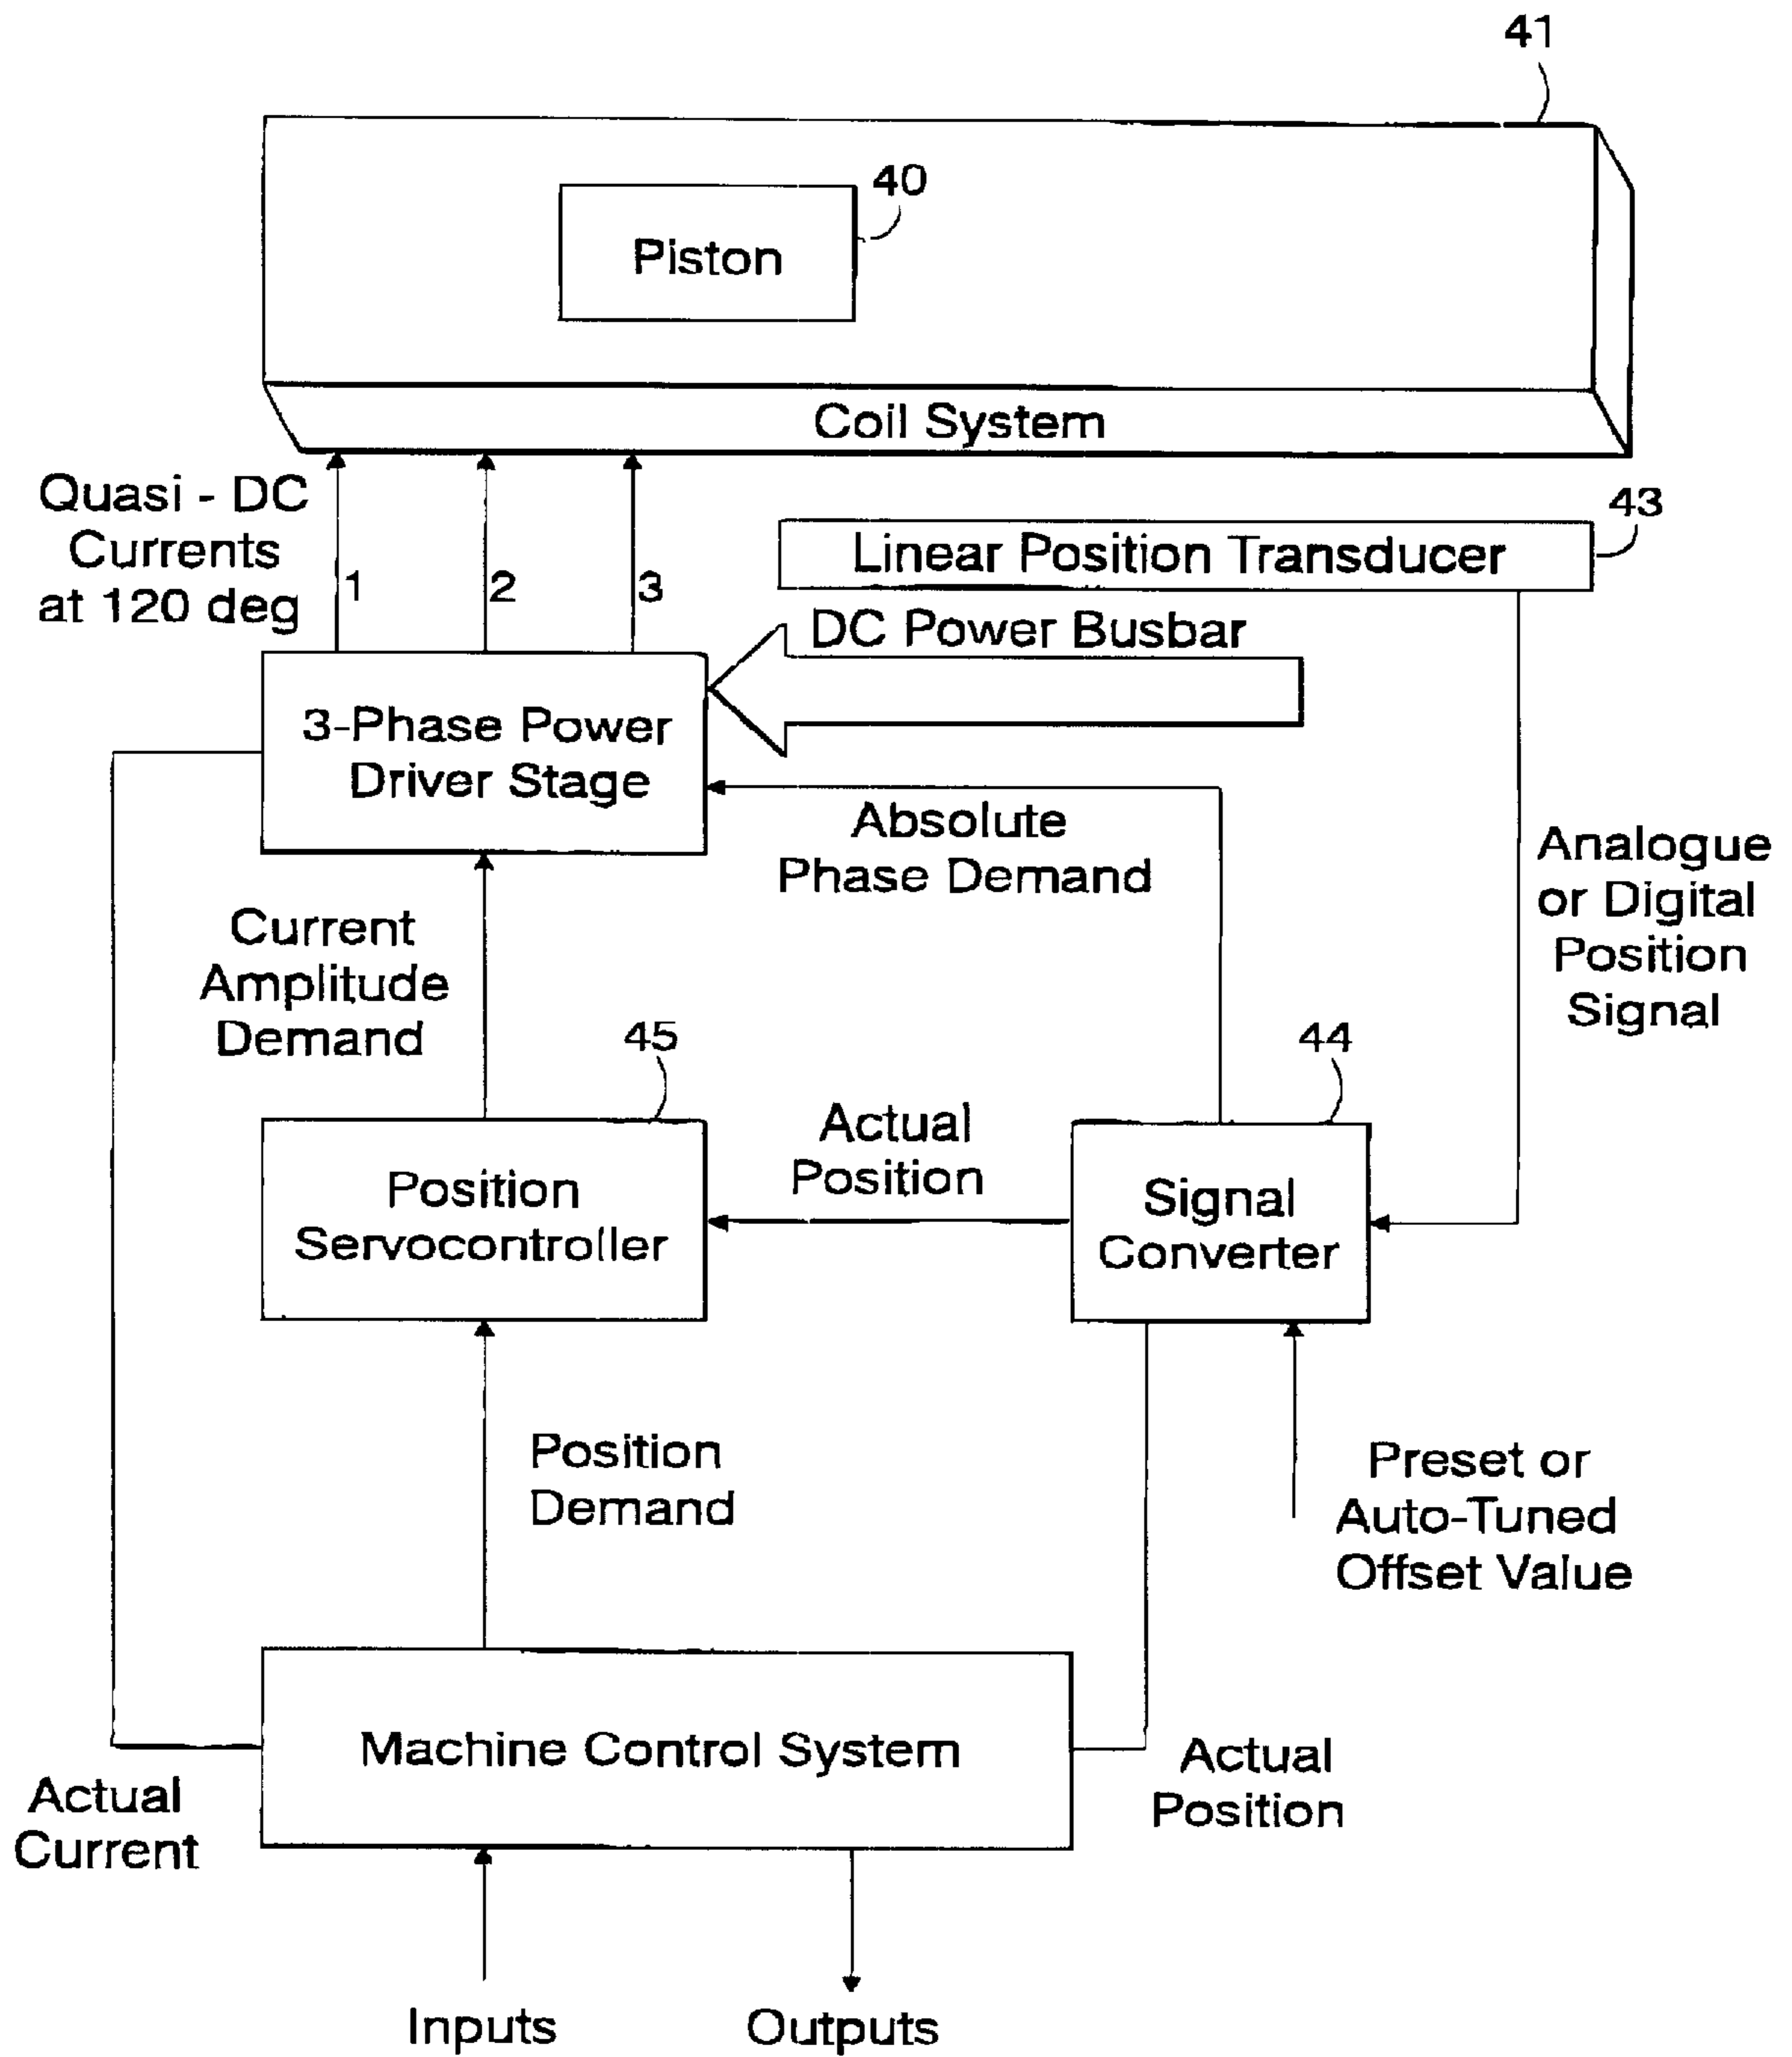 41
40
Piston
Coil System
Quasi - DC
Currents
at 120 deg
1
2
3
43
Linear Position Transducer
DC Power Busbar
3-Phase Power
Driver Stage
Absolute
Phase Demand
Analogue
or Digital
Position
Signal
Current
Amplitude
Demand
45
44
Actual
Position
Position
Servocontroller
Signal
Converter
Position
Demand
Preset or
Auto-Tuned
Offset Value
Machine Control System
Actual
Position
Actual
Current
Inputs
Outputs